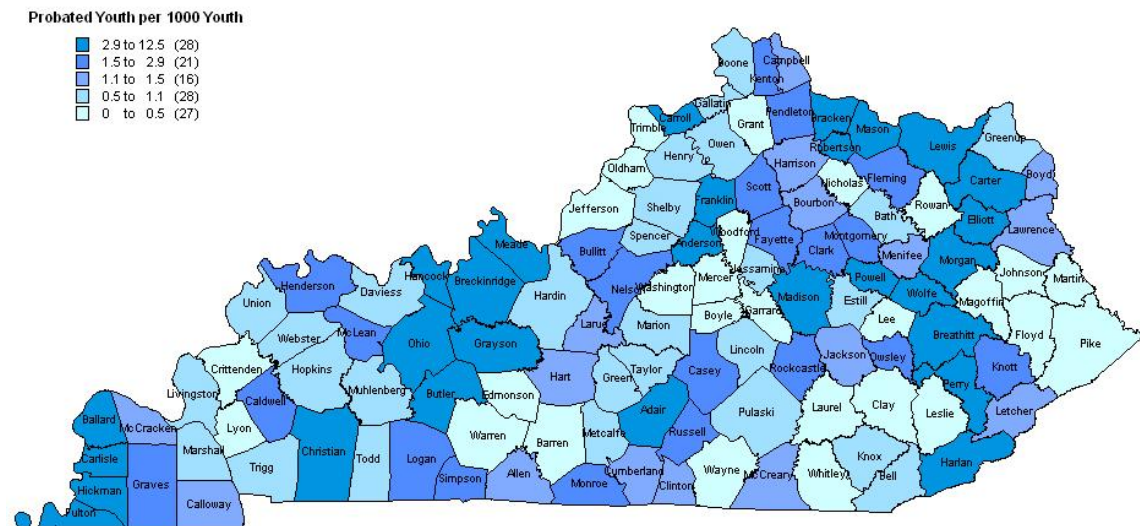 Probated Youth per 1000 Youth
2.9 to 12.5 (28)
1.5 to 2.9 (21)
1.1 to 1.5 (16)
0.5 to 1.1 (28)
0 to 0.5 (27)
Boone
Kenton
Campbell
Gallatin
Carroll
Grant
Pendleton
Bracken
Mason
Trimble
Owen
Robertson
Lewis
Greenup
Henry
Harrison
Oldham
Nicholas
Fleming
Carter
Boyd
Scott
Rowan
Jefferson
Shelby
Franklin
Bourbon
Bath
Elliott
Lawrence
Spencer
Woodford
Anderson
Fayette
Clark
Montgomery
Menifee
Morgan
Meade
Bullitt
Hancock
Breckinridge
Nelson
Washington
Mercer
Jessamine
Madison
Powell
Wolfe
Johnson
Martin
Magoffin
Henderson
Daviess
Union
Hardin
Larue
Boyle
Garrard
Estill
Lee
Floyd
Pike
Webster
McLean
Ohio
Grayson
Marion
Lincoln
Breathitt
Jackson
Owsley
Knott
Crittenden
Hopkins
Muhlenberg
Hart
Green
Taylor
Casey
Rockcastle
Perry
Livingston
Caldwell
Butler
Edmonson
Adair
Pulaski
Laurel
Clay
Leslie
Letcher
Ballard
McCracken
Lyon
Warren
Barren
Metcalfe
Russell
Carlisle
Marshall
Trigg
Christian
Todd
Logan
Simpson
Allen
Monroe
Cumberland
Clinton
Wayne
McCreary
Whitley
Knox
Bell
Harlan
Hickman
Graves
Calloway
Fulton